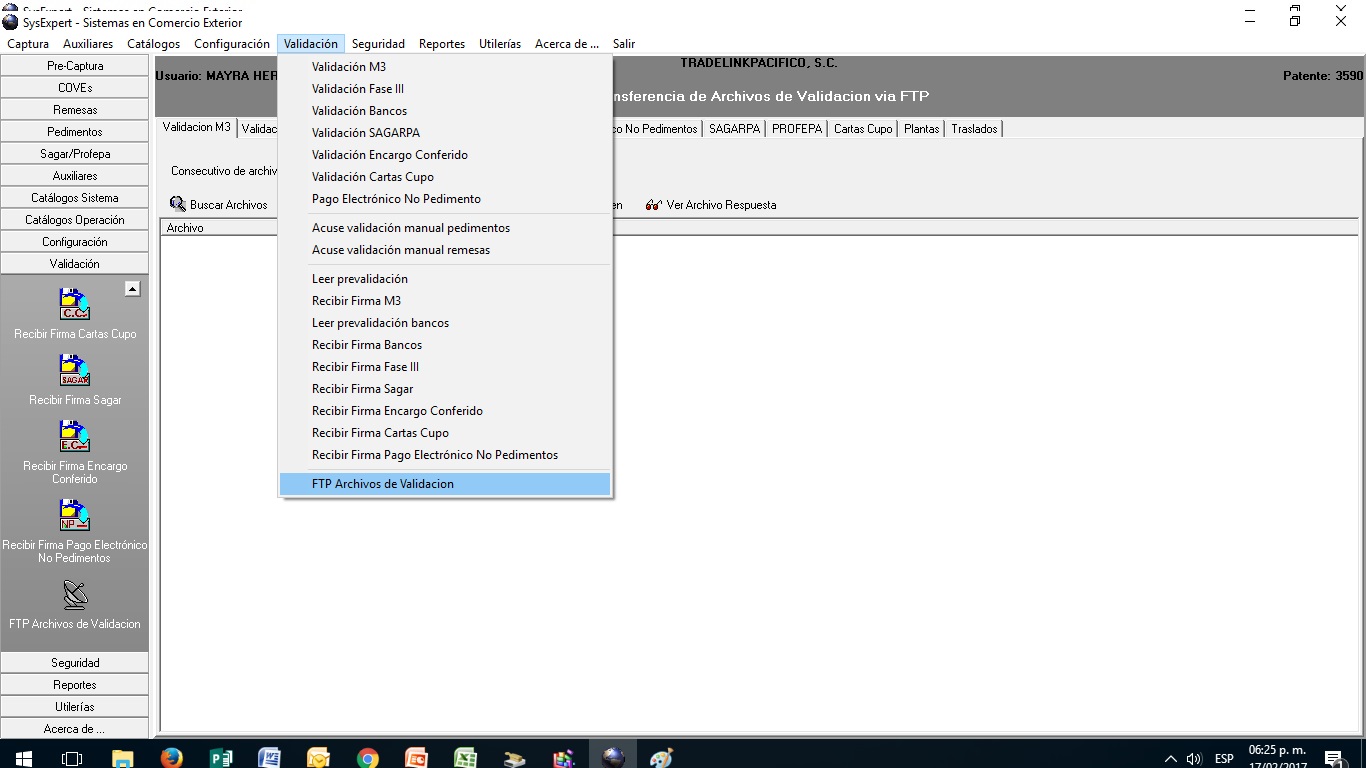 SysExpert - Sistemas en Comercio Exterior
SysExpert - Sistemas en Comercio Exterior
Captura Auxiliares Catálogos Configuración Validación Seguridad Reportes Utilerías Acerca de ... Salir
Pre-Captura
COVEs
Remesas
Pedimentos
Sagar/Profepa
Auxiliares
Catálogos Sistema
Catálogos Operación
Configuración
Validación
Recibir Firma Cartas Cupo
Recibir Firma Sagar
Recibir Firma Encargo
Conferido
Recibir Firma Pago Electrónico
No Pedimentos
FTP Archivos de Validacion
Seguridad
Reportes
Utilerías
Acerca de ...
C.C.
SAGAR
E.C.
NP
Validación M3
Validación Fase III
Validación Bancos
Validación SAGARPA
Validación Encargo Conferido
Validación Cartas Cupo
Pago Electrónico No Pedimento
Acuse validación manual pedimentos
Acuse validación manual remesas
Leer prevalidación
Recibir Firma M3
Leer prevalidación bancos
Recibir Firma Bancos
Recibir Firma Fase III
Recibir Firma Sagar
Recibir Firma Encargo Conferido
Recibir Firma Cartas Cupo
Recibir Firma Pago Electrónico No Pedimentos
FTP Archivos de Validacion
TRADELINKPACIFICO, S.C.
Usuario: MAYRA HER
Patente: 3590
nsferencia de Archivos de Validacion via FTP
Validacion M3 Validac co No Pedimentos SAGARPA PROFEPA Cartas Cupo Plantas Traslados
Consecutivo de archiv
Buscar Archivos en Ver Archivo Respuesta
Archivo
ESP
06:25 p. m.
17/02/2017
1